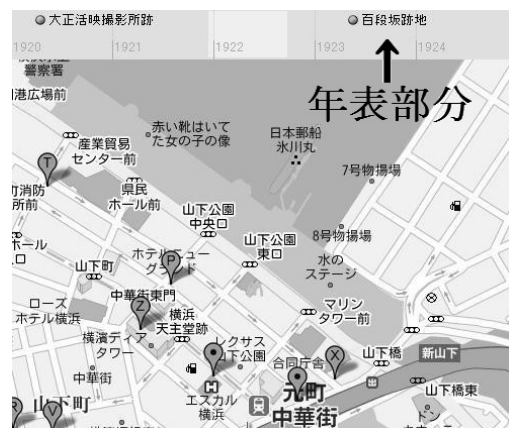 大正活映撮影所跡
百段坂跡地
1920
1921
1922
1923
1924
年表部分
警察署
港広場前
赤い靴はいて
た女の子の像
日本郵船
氷川丸
産業貿易
センター前
T
町消防
所前
県民
ホール前
7号物揚場
山下公園
中央口
8号物揚場
ホール
口
山下町
ホテルニュー
グランド
P
山下公園
東口
水の
ステージ
ローズ
ホテル横浜
中華街東門
Z
横浜
天主堂跡
マリン
タワー前
横濱ディア
タワー
レクサス
山下公園
合同庁舎
X
山下橋
新山下
中華街
エスカル
横浜
元町
中華街
山下橋東
R
V
山下町
ドン